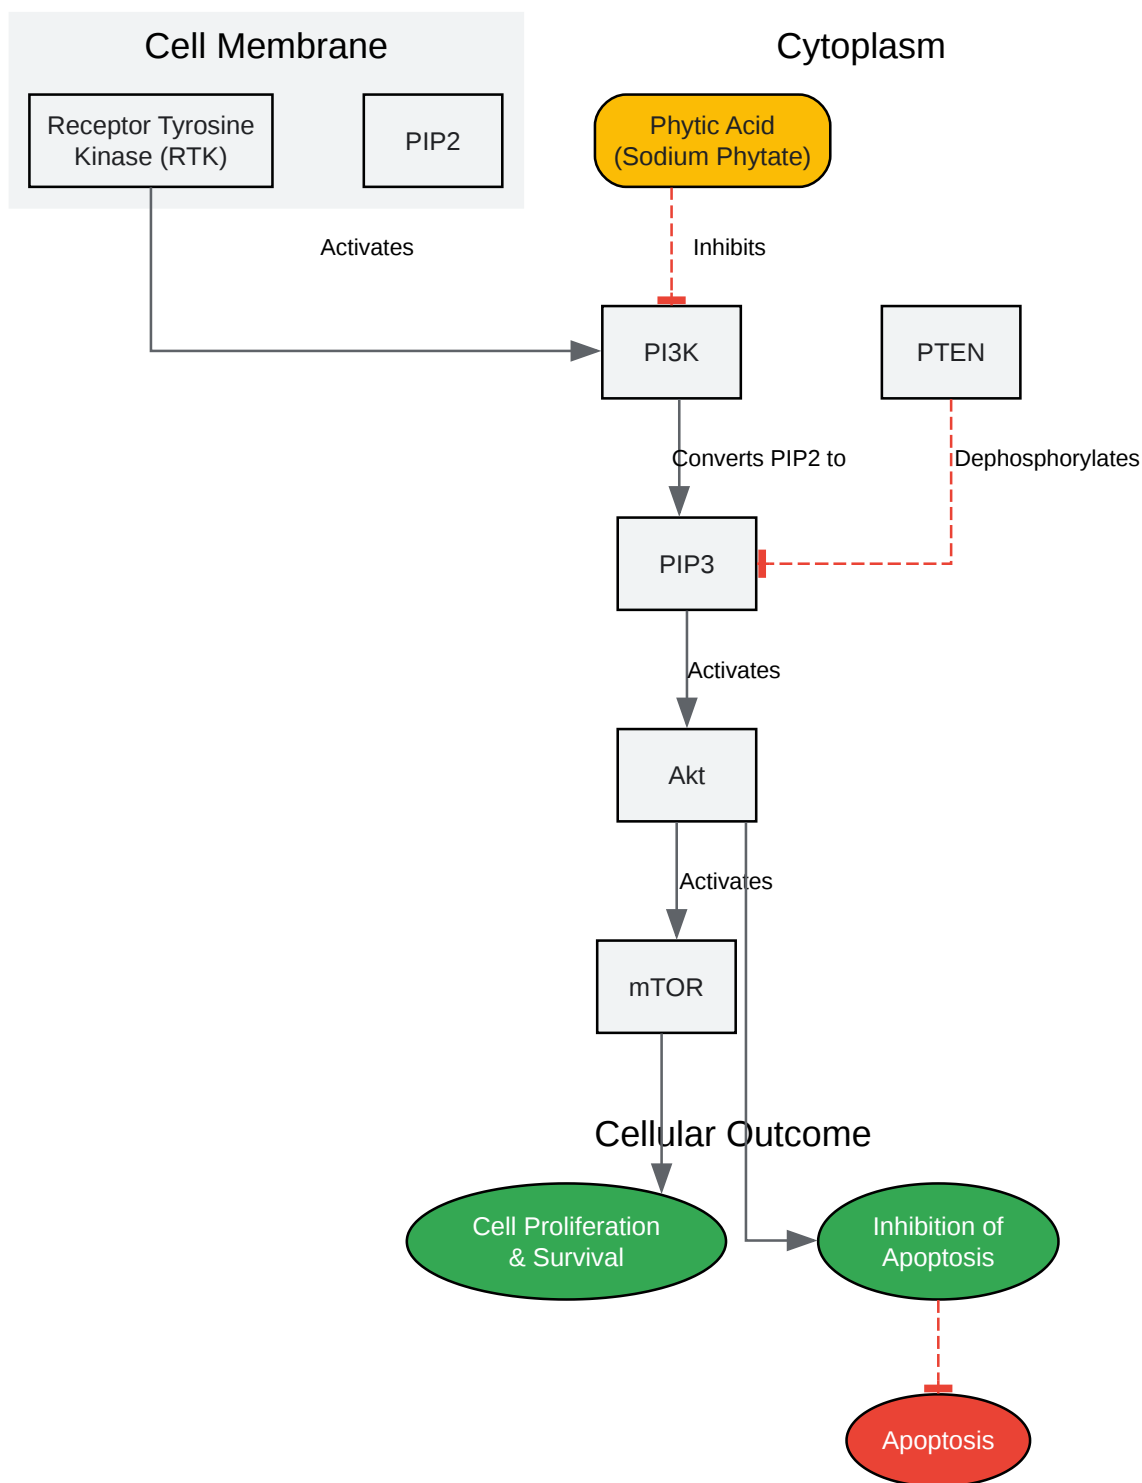 Cell Membrane
Cytoplasm
Receptor Tyrosine
Kinase (RTK)
PIP2
Phytic Acid
(Sodium Phytate)
Activates
Inhibits
PI3K
PTEN
Converts PIP2 to
Dephosphorylates
PIP3
Activates
Akt
Activates
mTOR
Cellular Outcome
Cell Proliferation
& Survival
Inhibition of
Apoptosis
Apoptosis